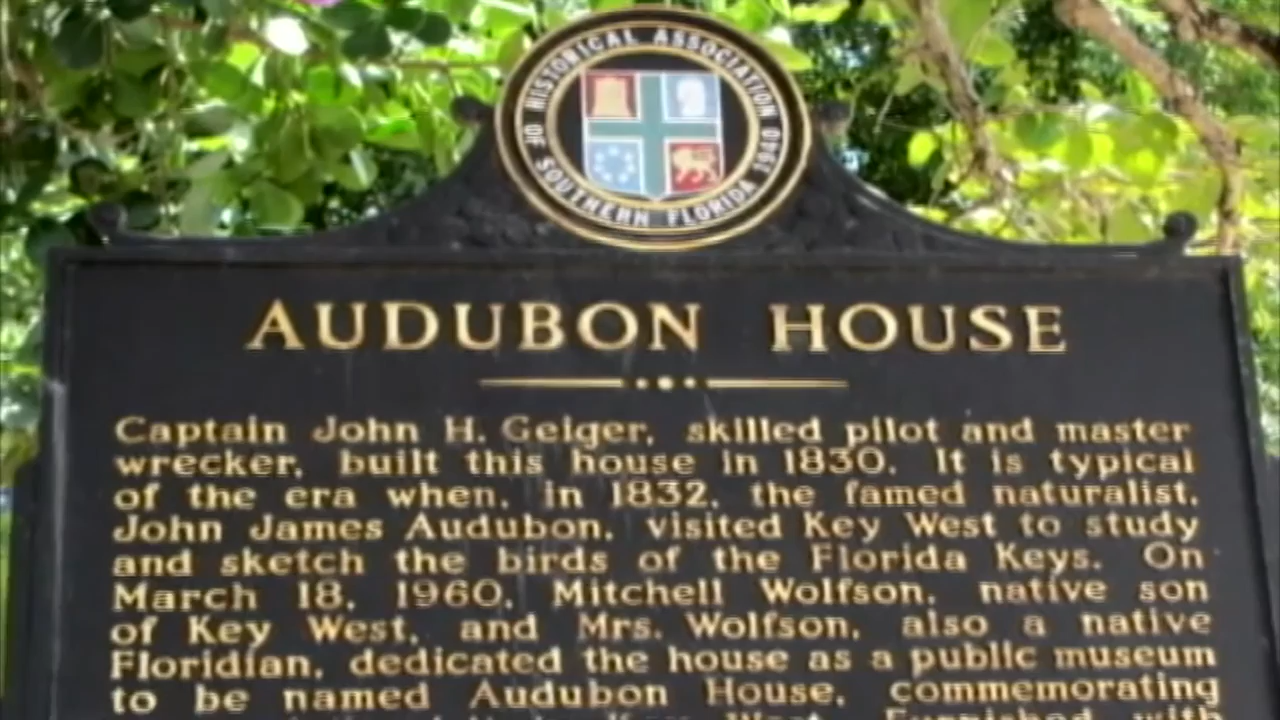 HISTORICAL ASSOCIATION OF SOUTHERN FLORIDA 1940
AUDUBON HOUSE
Captain John H. Geiger, skilled pilot and master
wrecker, built this house in 1830. It is typical
of the era when, in 1832, the famed naturalist,
John James Audubon, visited Key West to study
and sketch the birds of the Florida Keys. On
March 18, 1960, Mitchell Wolfson, native son
of Key West, and Mrs. Wolfson, also a native
Floridian, dedicated the house as a public museum
to be named Audubon House, commemorating
Key West. Furnished with